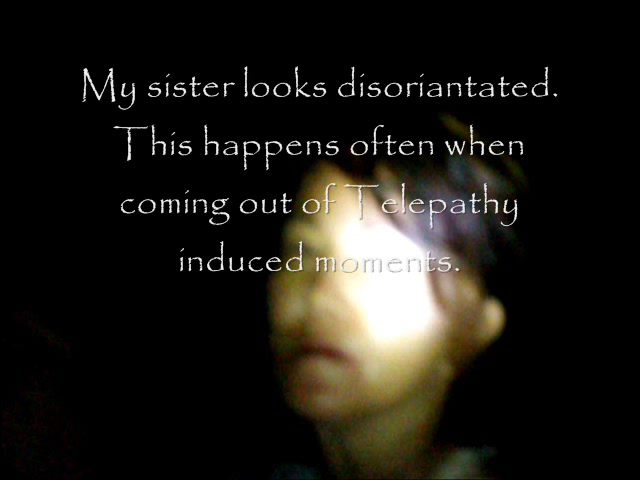 My sister looks disoriantated.
This happens often when
coming out of Telepathy
induced moments.